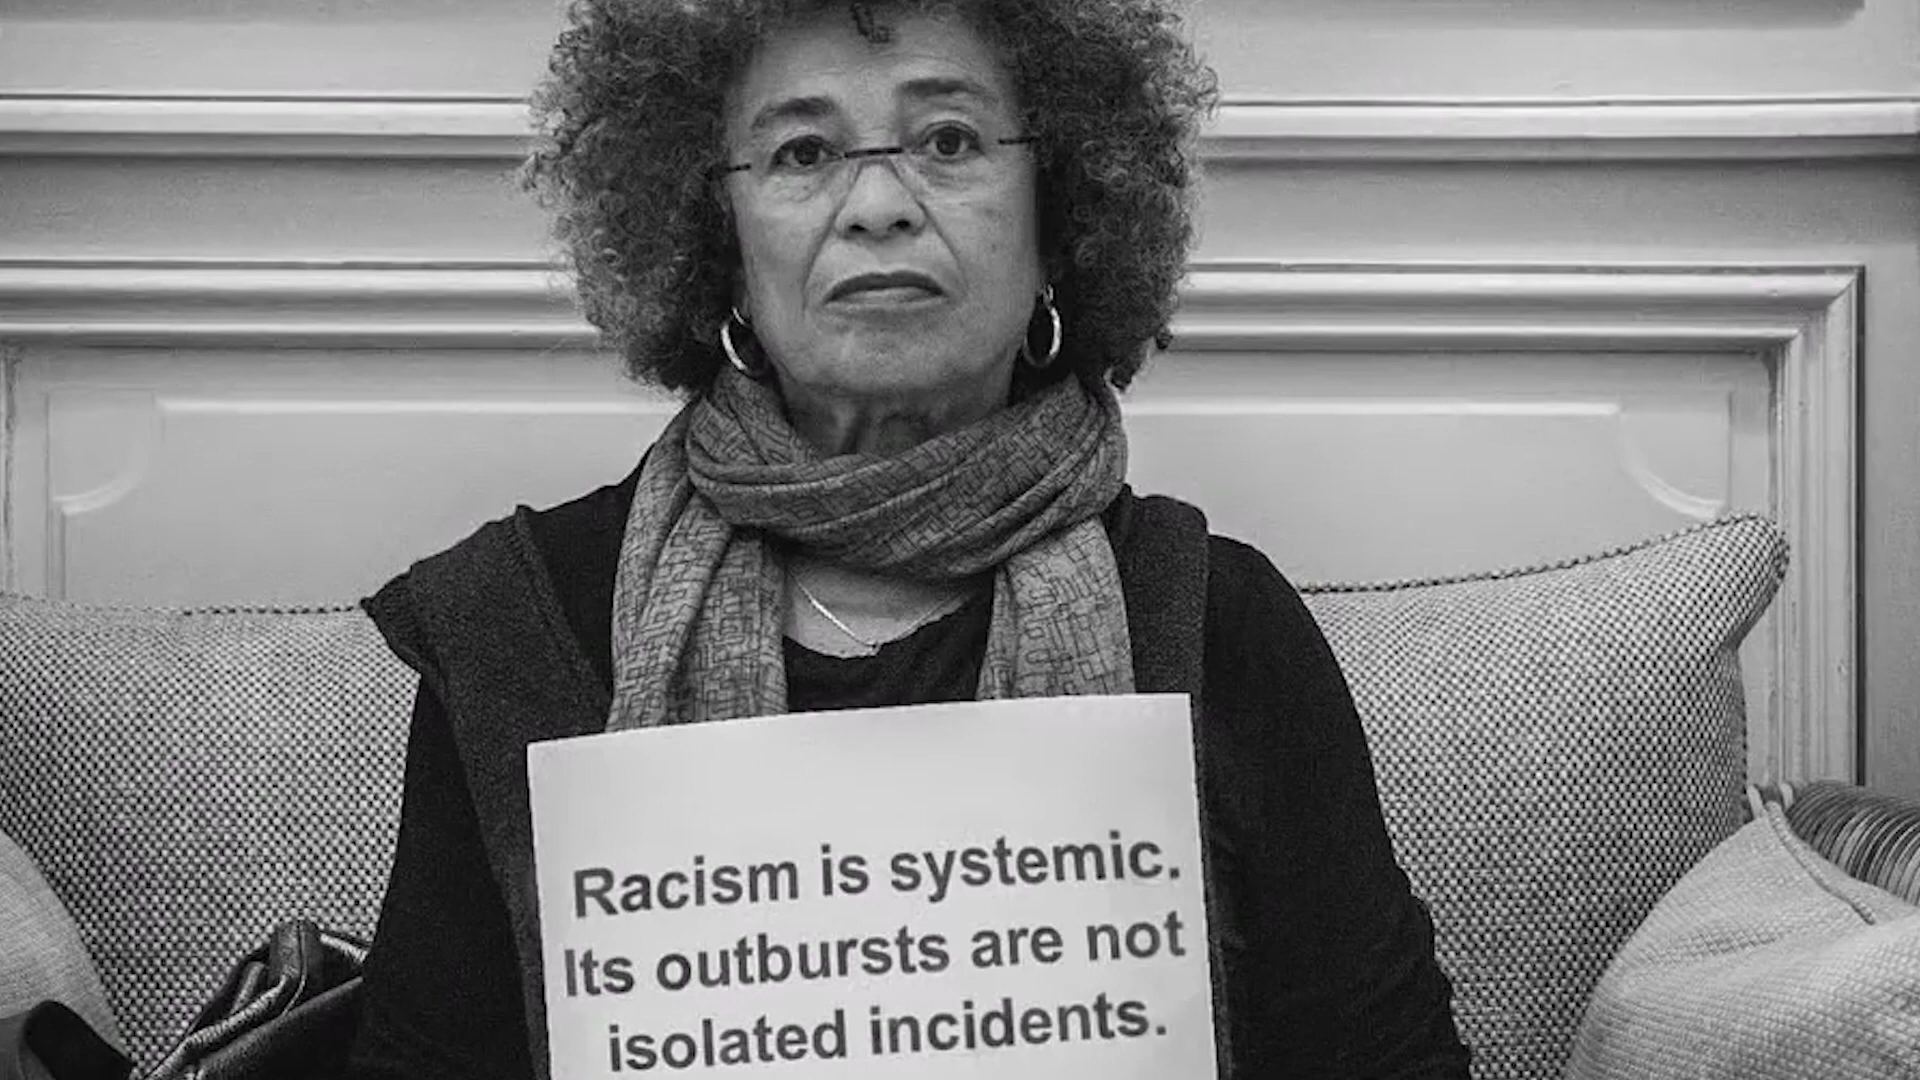 Racism is systemic.
Its outbursts are not
isolated incidents.